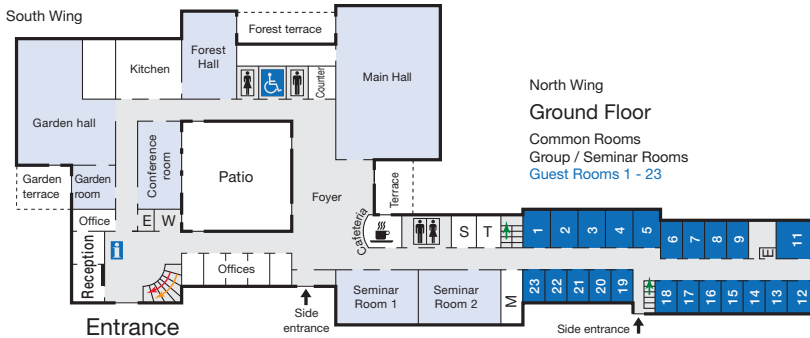 South Wing
Forest terrace
Kitchen
Forest
Hall
Counter
Main Hall
North Wing
Ground Floor
Common Rooms
Group / Seminar Rooms
Guest Rooms 1 - 23
Garden hall
Conference
room
Patio
Garden
terrace
Garden
room
Foyer
Terrace
Office
E W
Cafeteria
S T
1 2 3 4 5 6 7 8 9 E 11
i
Reception
Offices
Seminar
Room 1
Seminar
Room 2
M
23 22 21 20 19 18 17 16 15 14 13 12
Entrance
Side
entrance
Side entrance